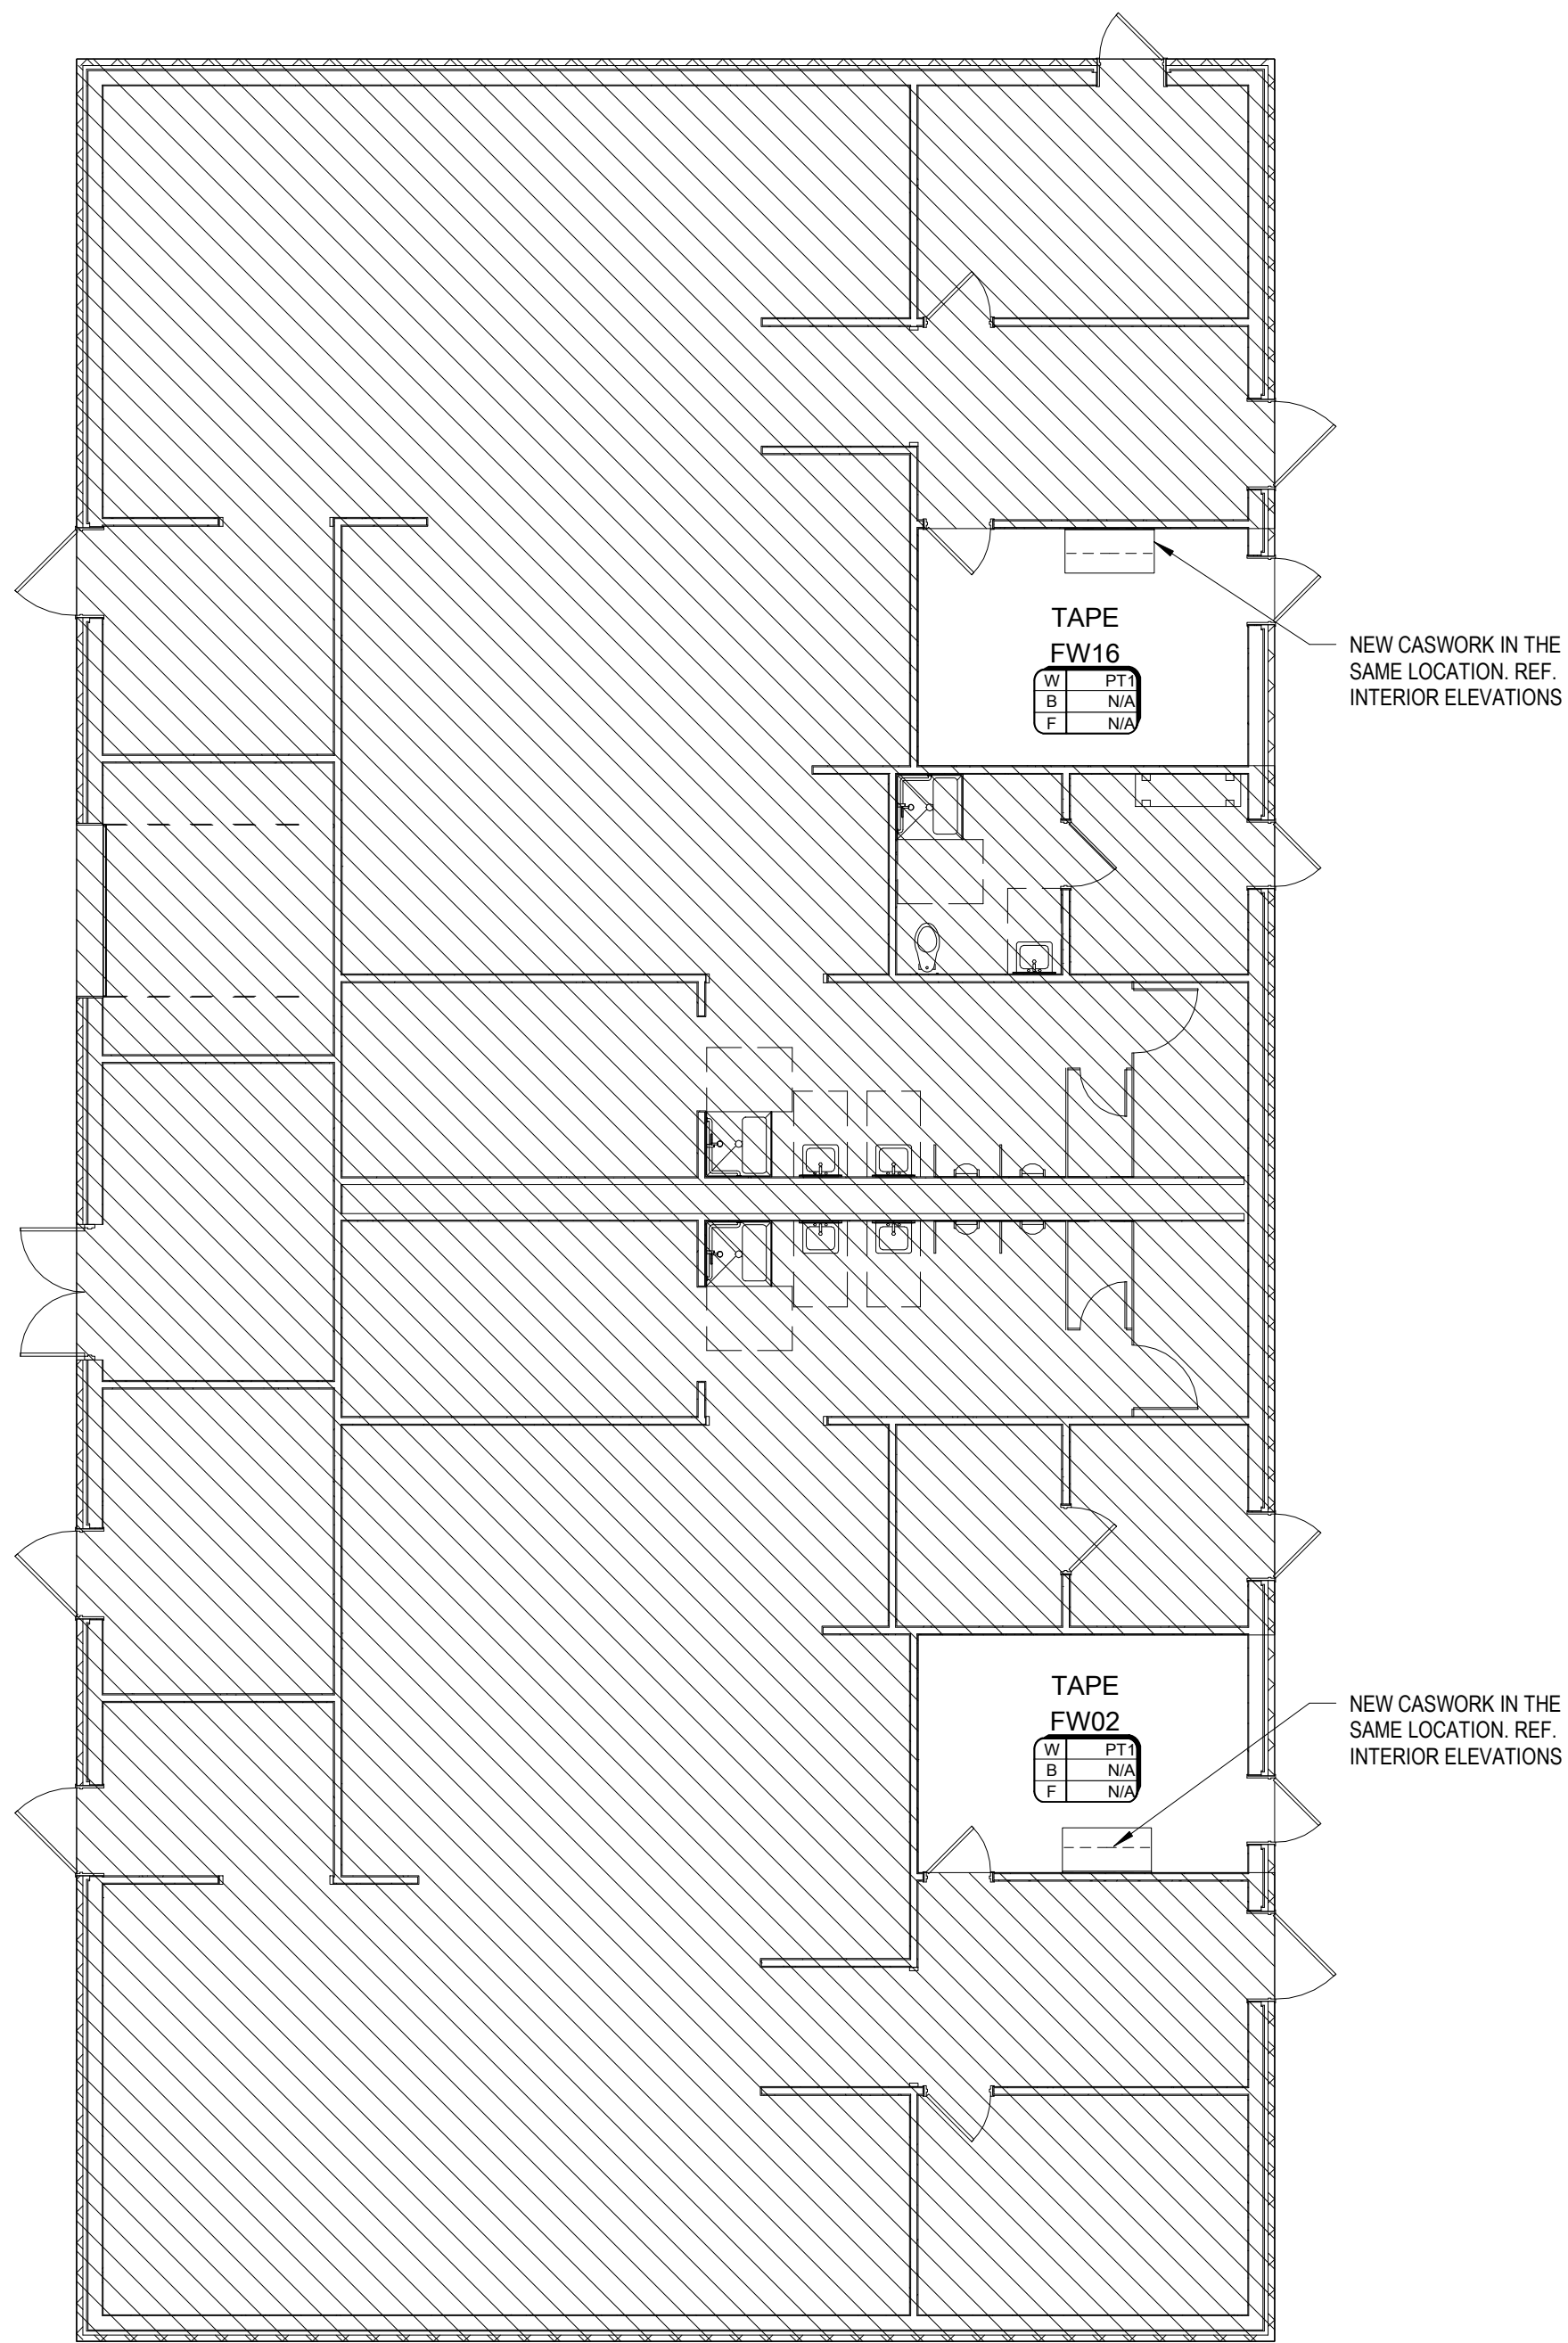 TAPE
FW16
W PT1
B N/A
F N/A
NEW CASWORK IN THE
SAME LOCATION. REF.
INTERIOR ELEVATIONS
TAPE
FW02
W PT1
B N/A
F N/A
NEW CASWORK IN THE
SAME LOCATION. REF.
INTERIOR ELEVATIONS